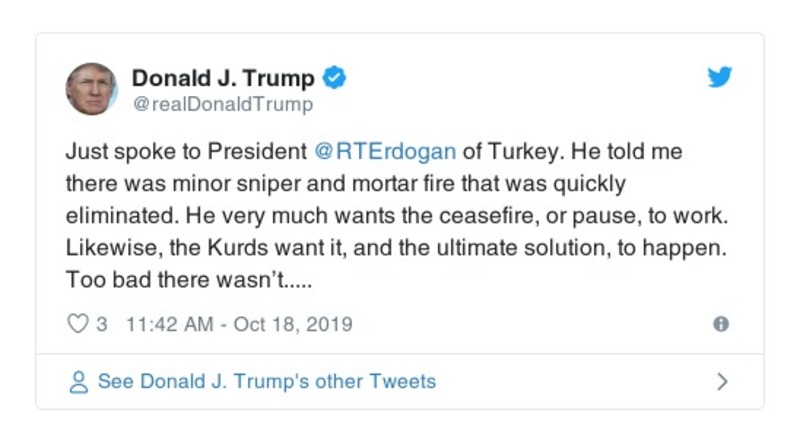 Donald J. Trump
@realDonaldTrump
Just spoke to President @RTErdogan of Turkey. He told me
there was minor sniper and mortar fire that was quickly
eliminated. He very much wants the ceasefire, or pause, to work.
Likewise, the Kurds want it, and the ultimate solution, to happen.
Too bad there wasn’t.....
3 11:42 AM - Oct 18, 2019
See Donald J. Trump's other Tweets